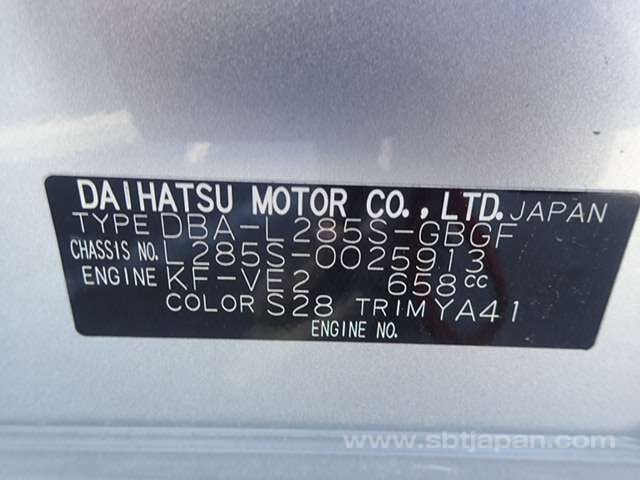 DAIHATSU MOTOR CO., LTD. JAPAN
TYPE DBA-L285S-GBGF
CHASSIS NO. L285S-0025913
ENGINE KF-VE2 658cc
COLOR S28 TRIM YA41
ENGINE NO.
www.sbtjapan.com